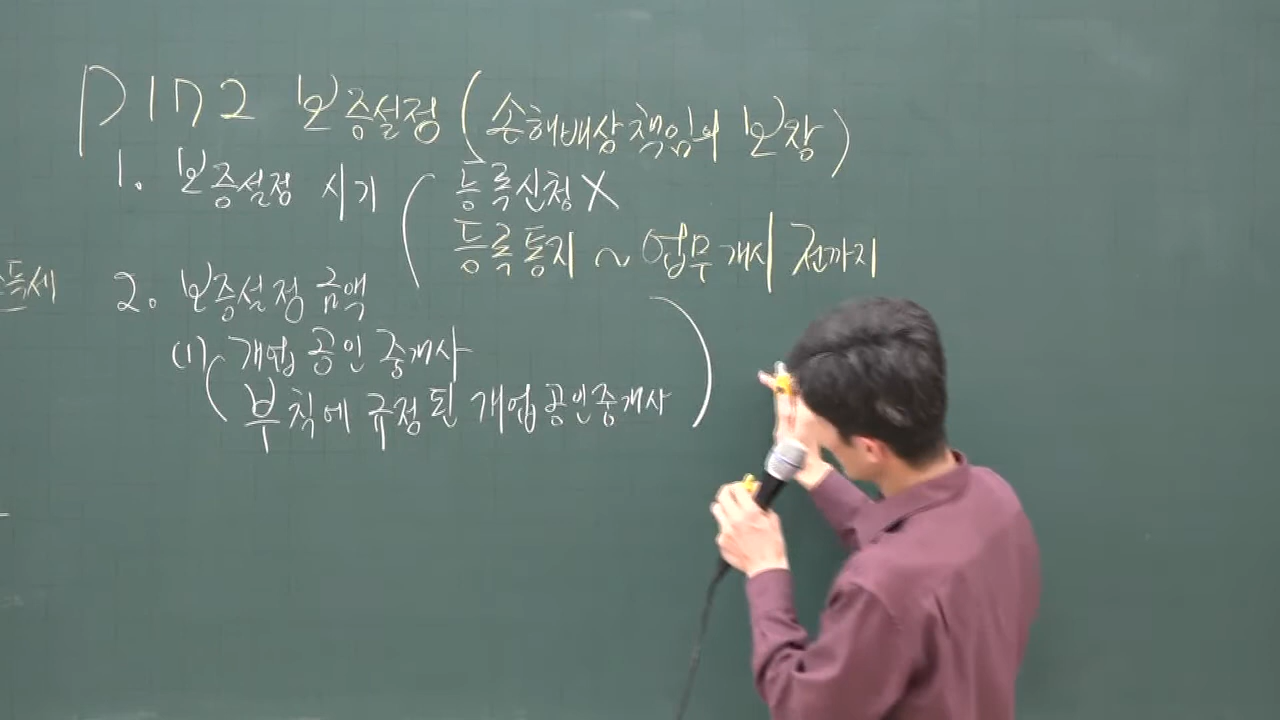 P172 보증설정 (손해배상책임의 보장)
1. 보증설정 시기 ( 등록신청 X
등록통지 ~ 업무개시 전까지
소득세
2. 보증설정 금액
(1) ( 개업 공인 중개사
부칙에 규정된 개업공인중개사 )